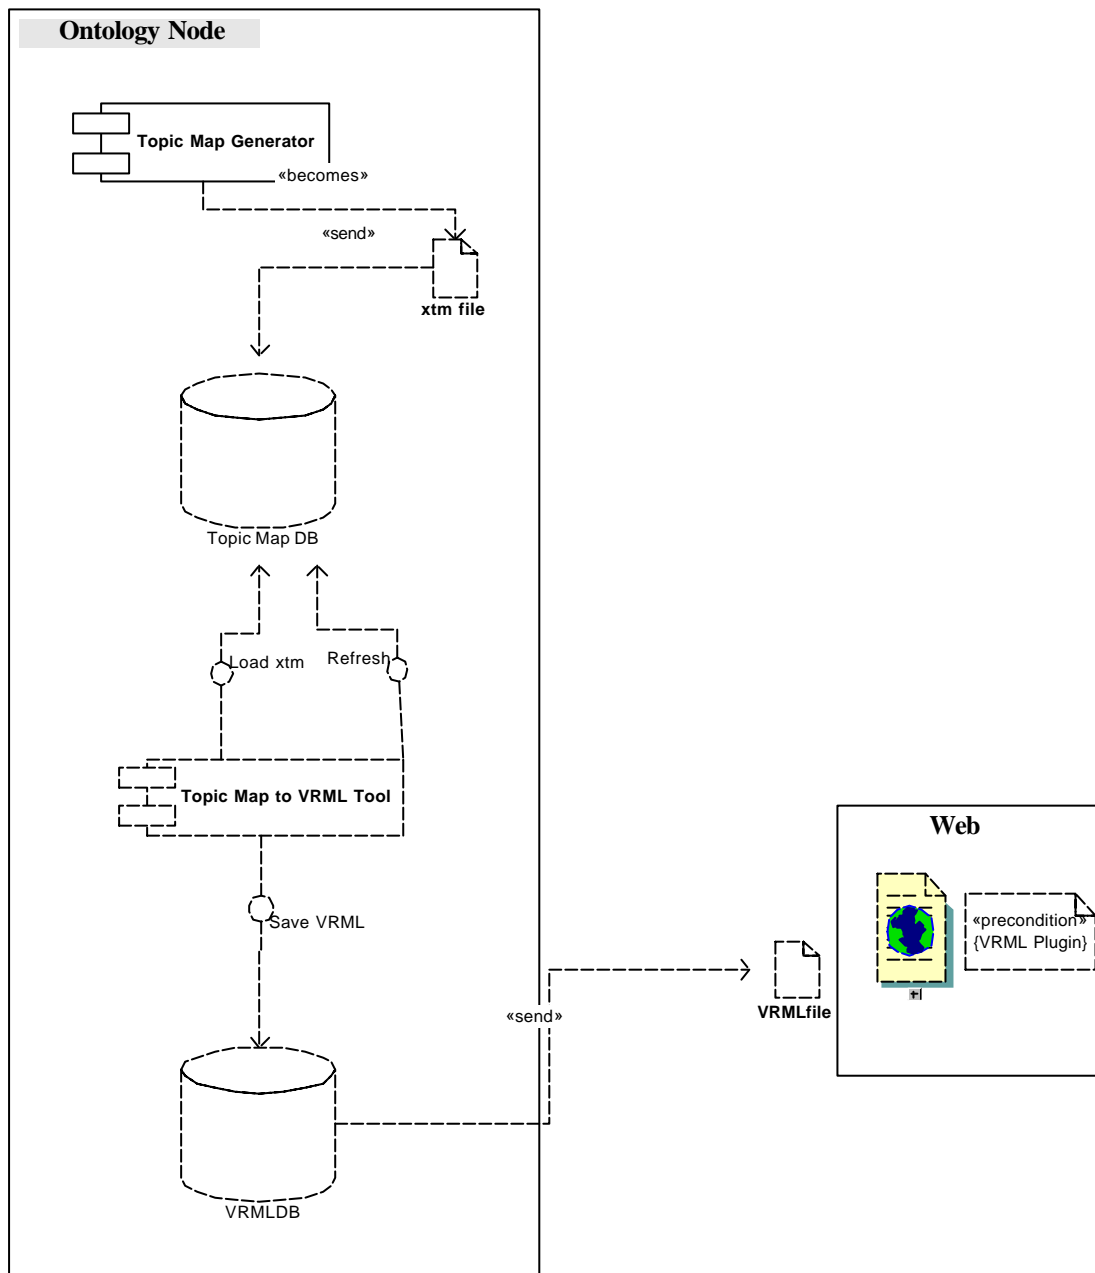 Ontology Node
Topic Map Generator
«becomes»
«send»
xtm file
Topic Map DB
Load xtm
Refresh
Topic Map to VRML Tool
Save VRML
«send»
VRMLDB
VRMLfile
Web
«precondition»
{VRML Plugin}